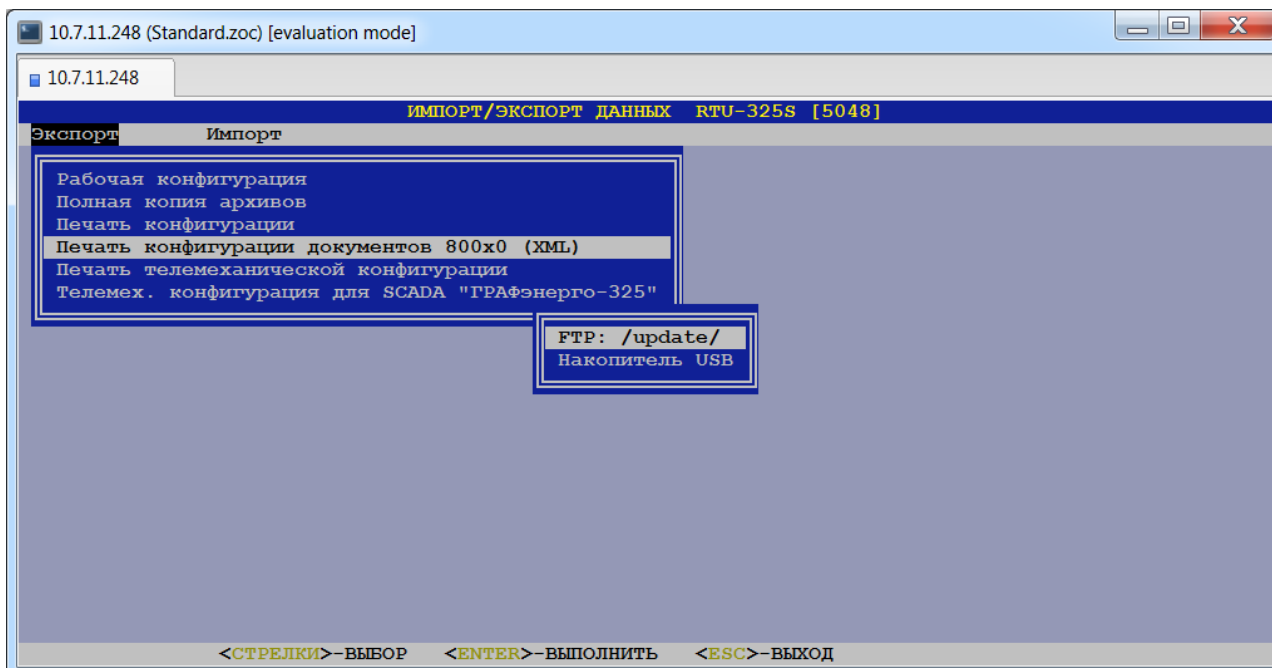 10.7.11.248 (Standard.zoc) [evaluation mode]
10.7.11.248
ИМПОРТ/ЭКСПОРТ ДАННЫХ RTU-325S [5048]
Экспорт Импорт
Рабочая конфигурация
Полная копия архивов
Печать конфигурации
Печать конфигурации документов 800x0 (XML)
Печать телемеханической конфигурации
Телемех. конфигурация для SCADA "ГРАФэнерго-325"
FTP: /update/
Накопитель USB
<СТРЕЛКИ>-ВЫБОР <ENTER>-ВЫПОЛНИТЬ <ESC>-ВЫХОД